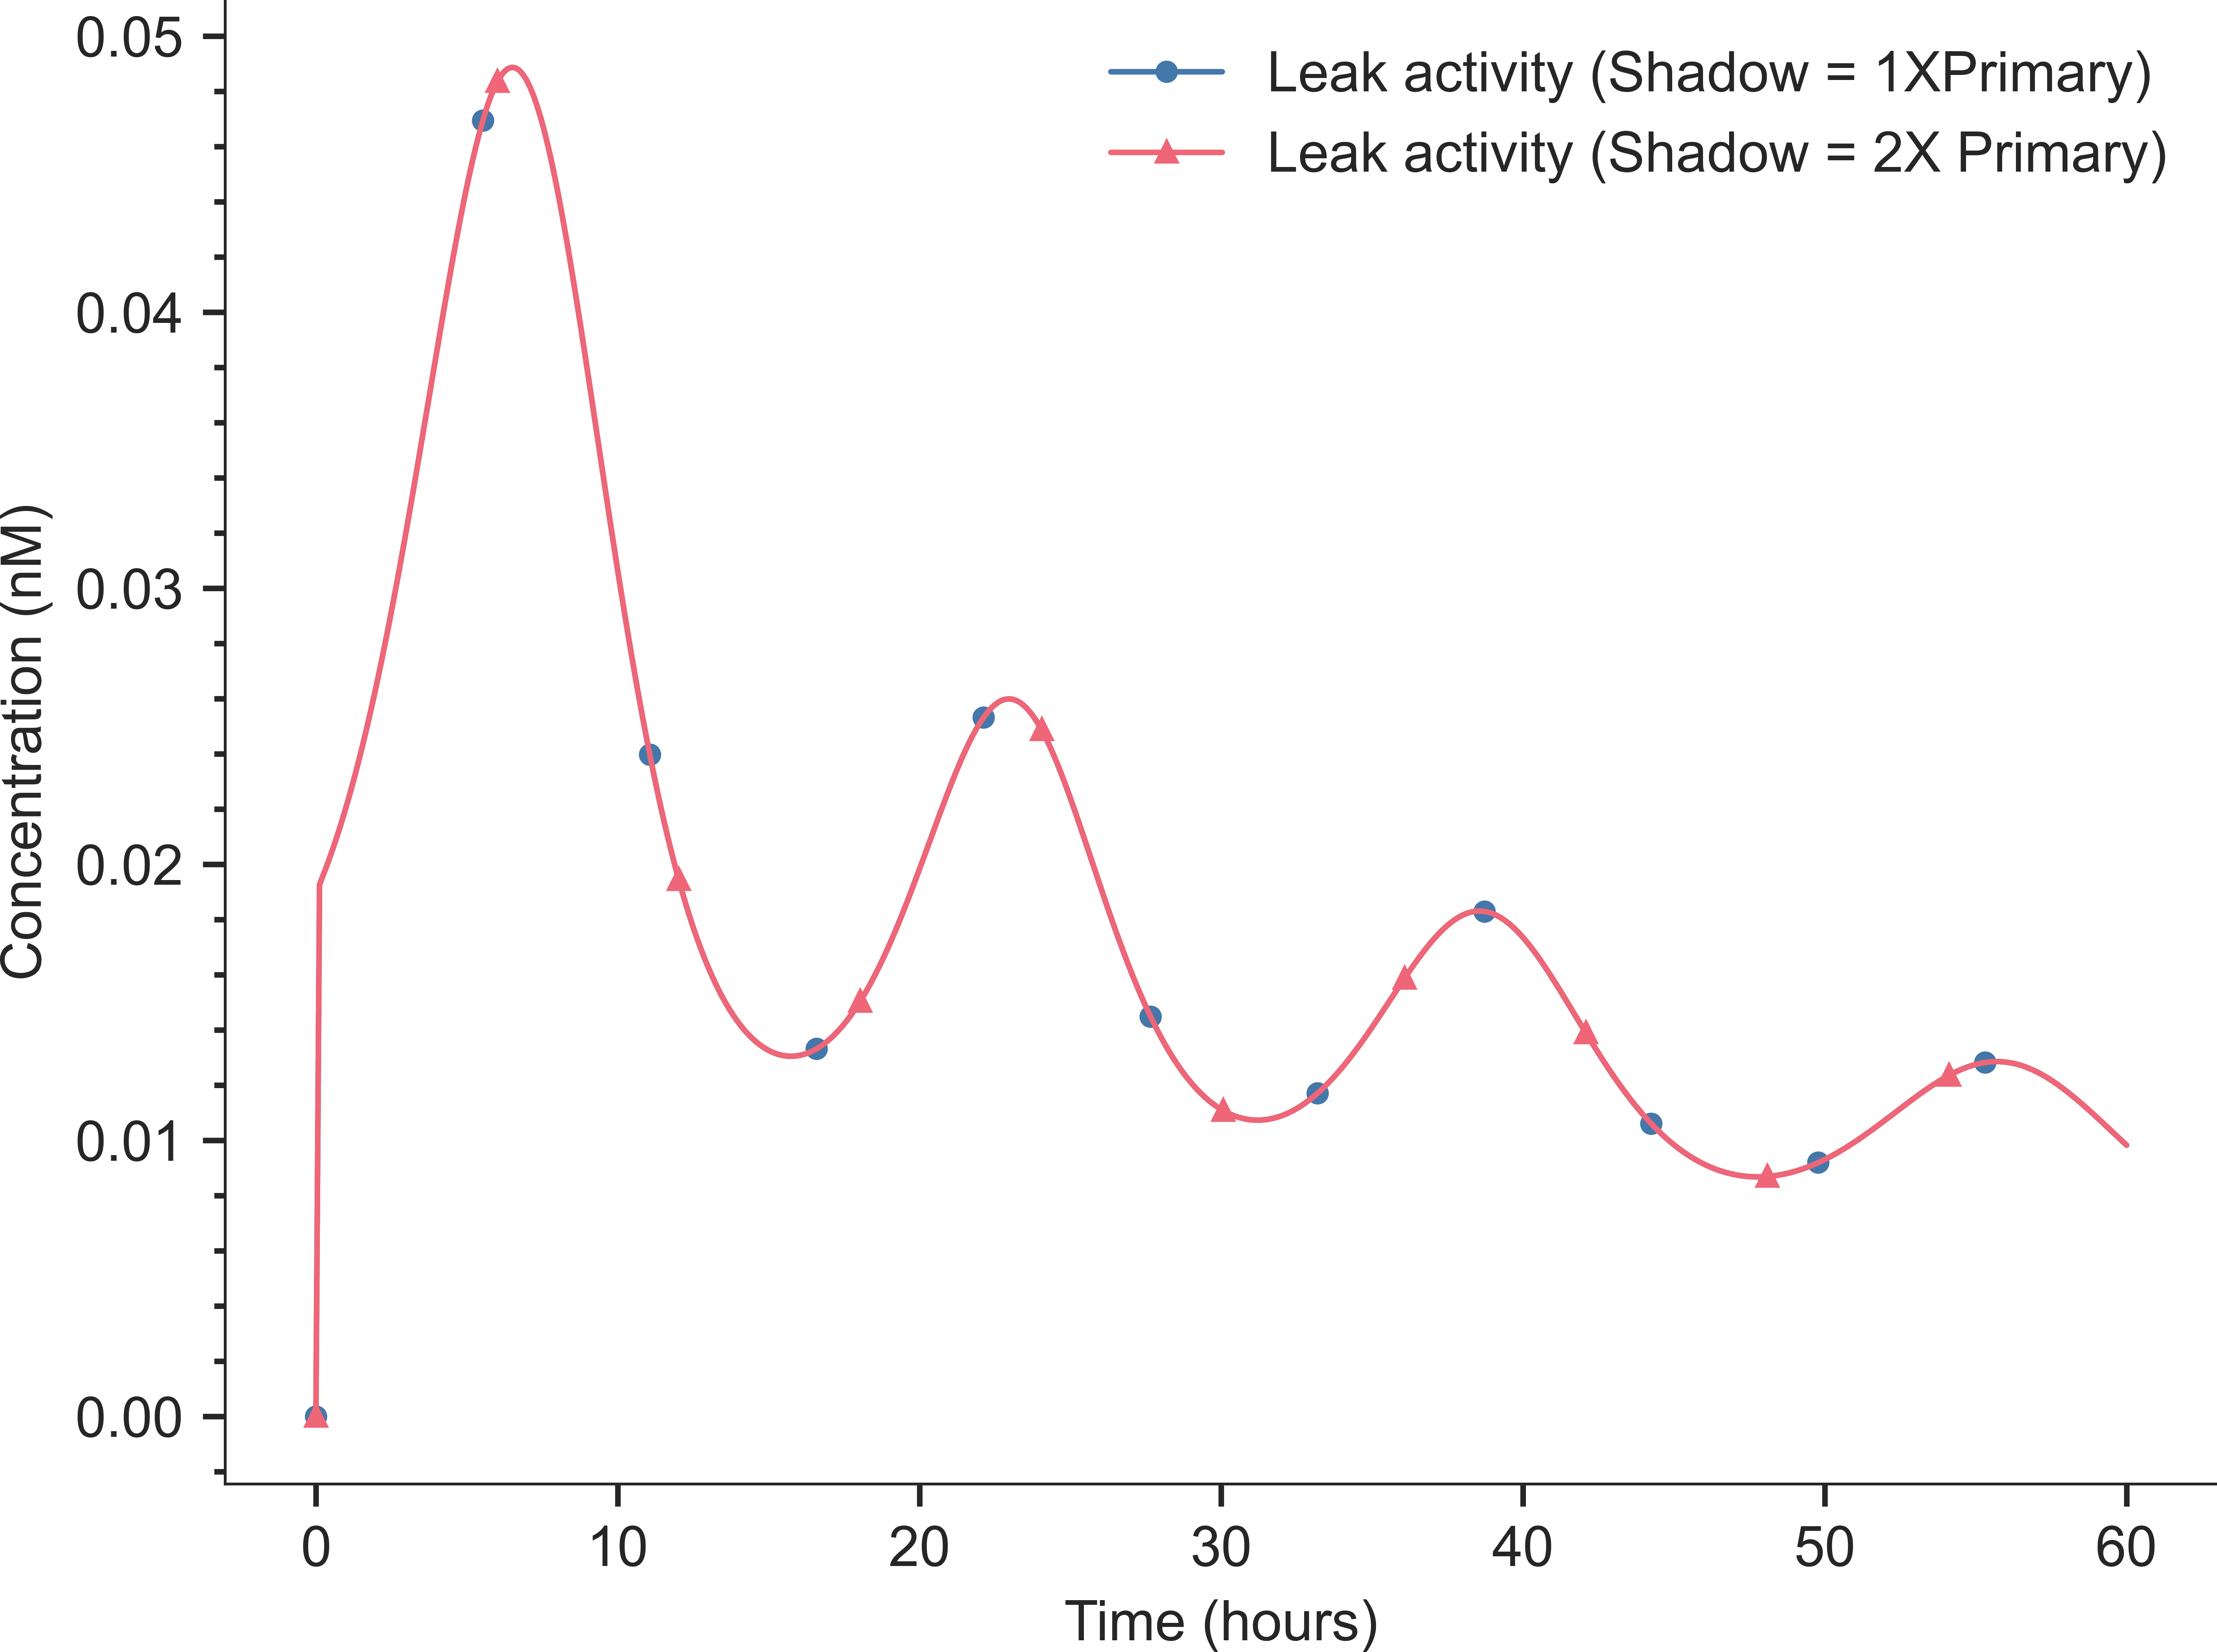 Leak activity (Shadow = 1XPrimary)
Leak activity (Shadow = 2X Primary)
Concentration (nM)
0.05
0.04
0.03
0.02
0.01
0.00
0 10 20 30 40 50 60
Time (hours)